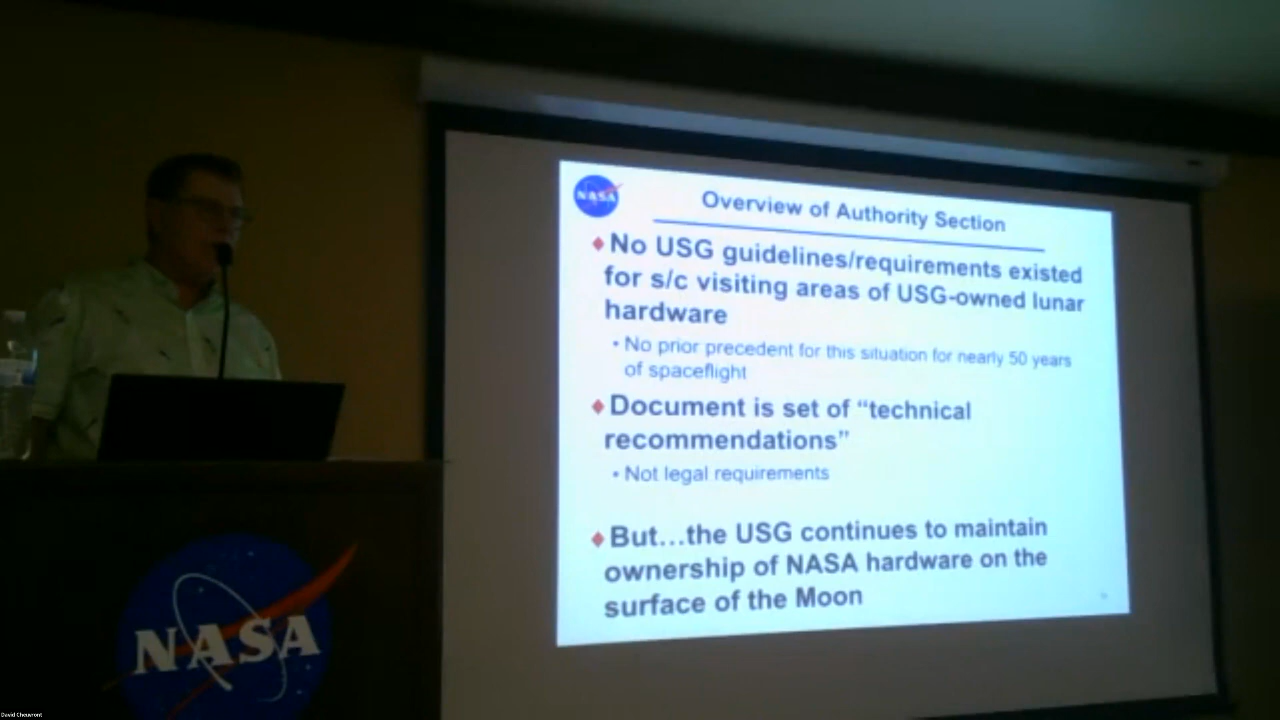 NASA
Overview of Authority Section
♦No USG guidelines/requirements existed
for s/c visiting areas of USG-owned lunar
hardware
• No prior precedent for this situation for nearly 50 years
of spaceflight
♦Document is set of “technical
recommendations”
• Not legal requirements
♦But…the USG continues to maintain
ownership of NASA hardware on the
surface of the Moon
NASA
David Cheuvront